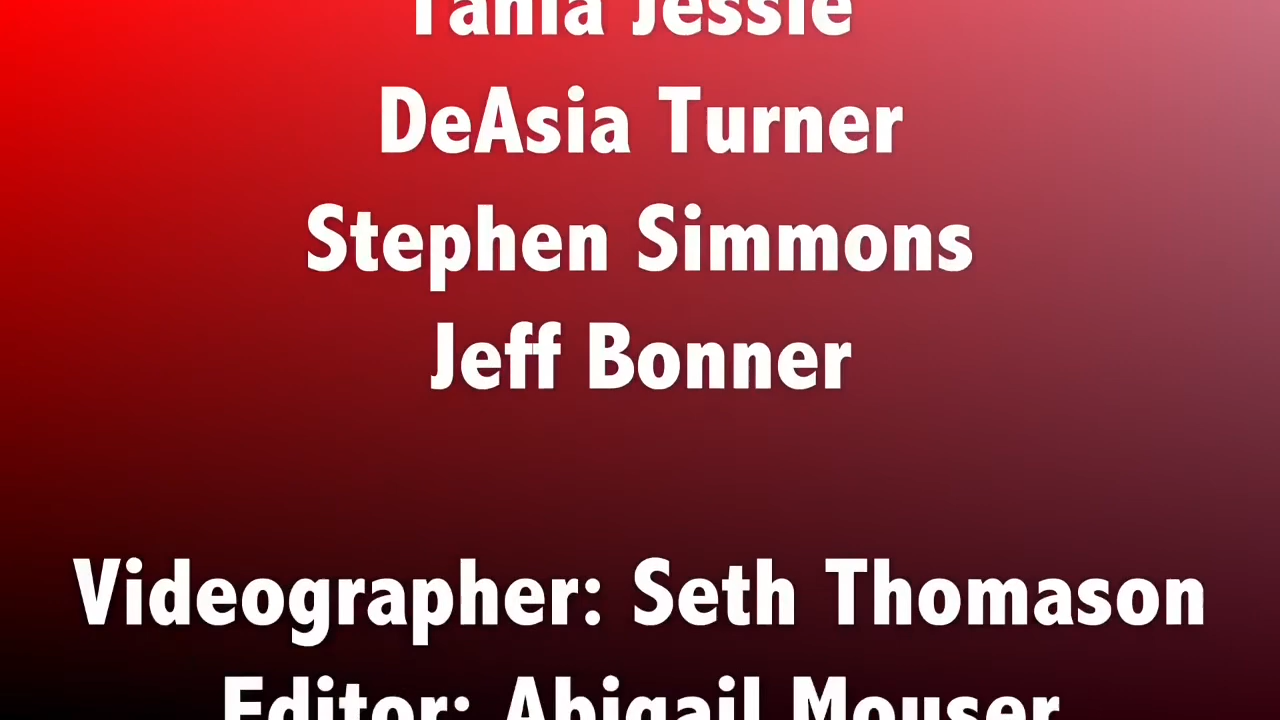 Tania Jessie
DeAsia Turner
Stephen Simmons
Jeff Bonner
Videographer: Seth Thomason
Editor: Abigail Mouser